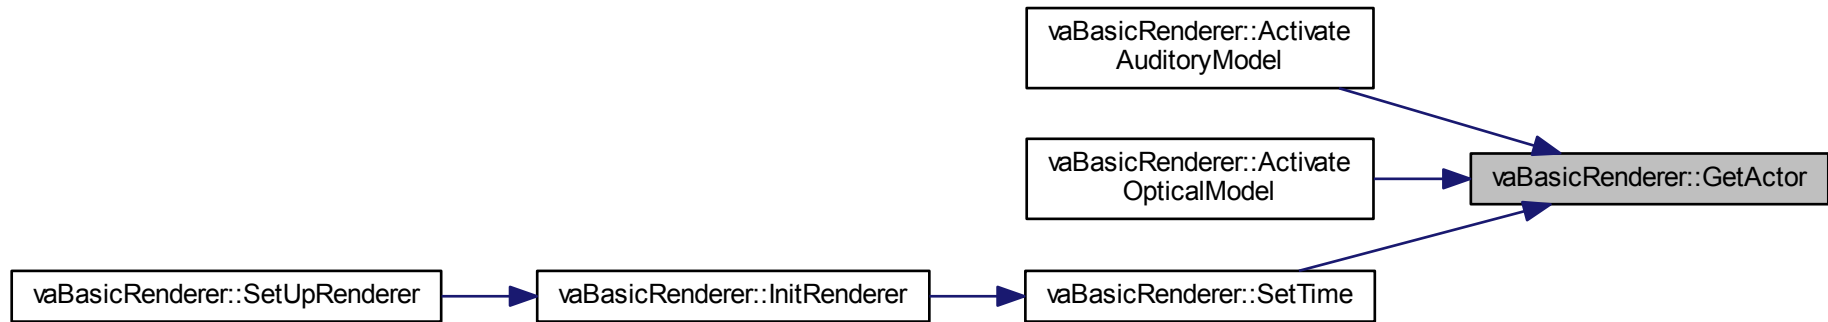 vaBasicRenderer::Activate
AuditoryModel
vaBasicRenderer::Activate
OpticalModel
vaBasicRenderer::GetActor
vaBasicRenderer::SetUpRenderer
vaBasicRenderer::InitRenderer
vaBasicRenderer::SetTime